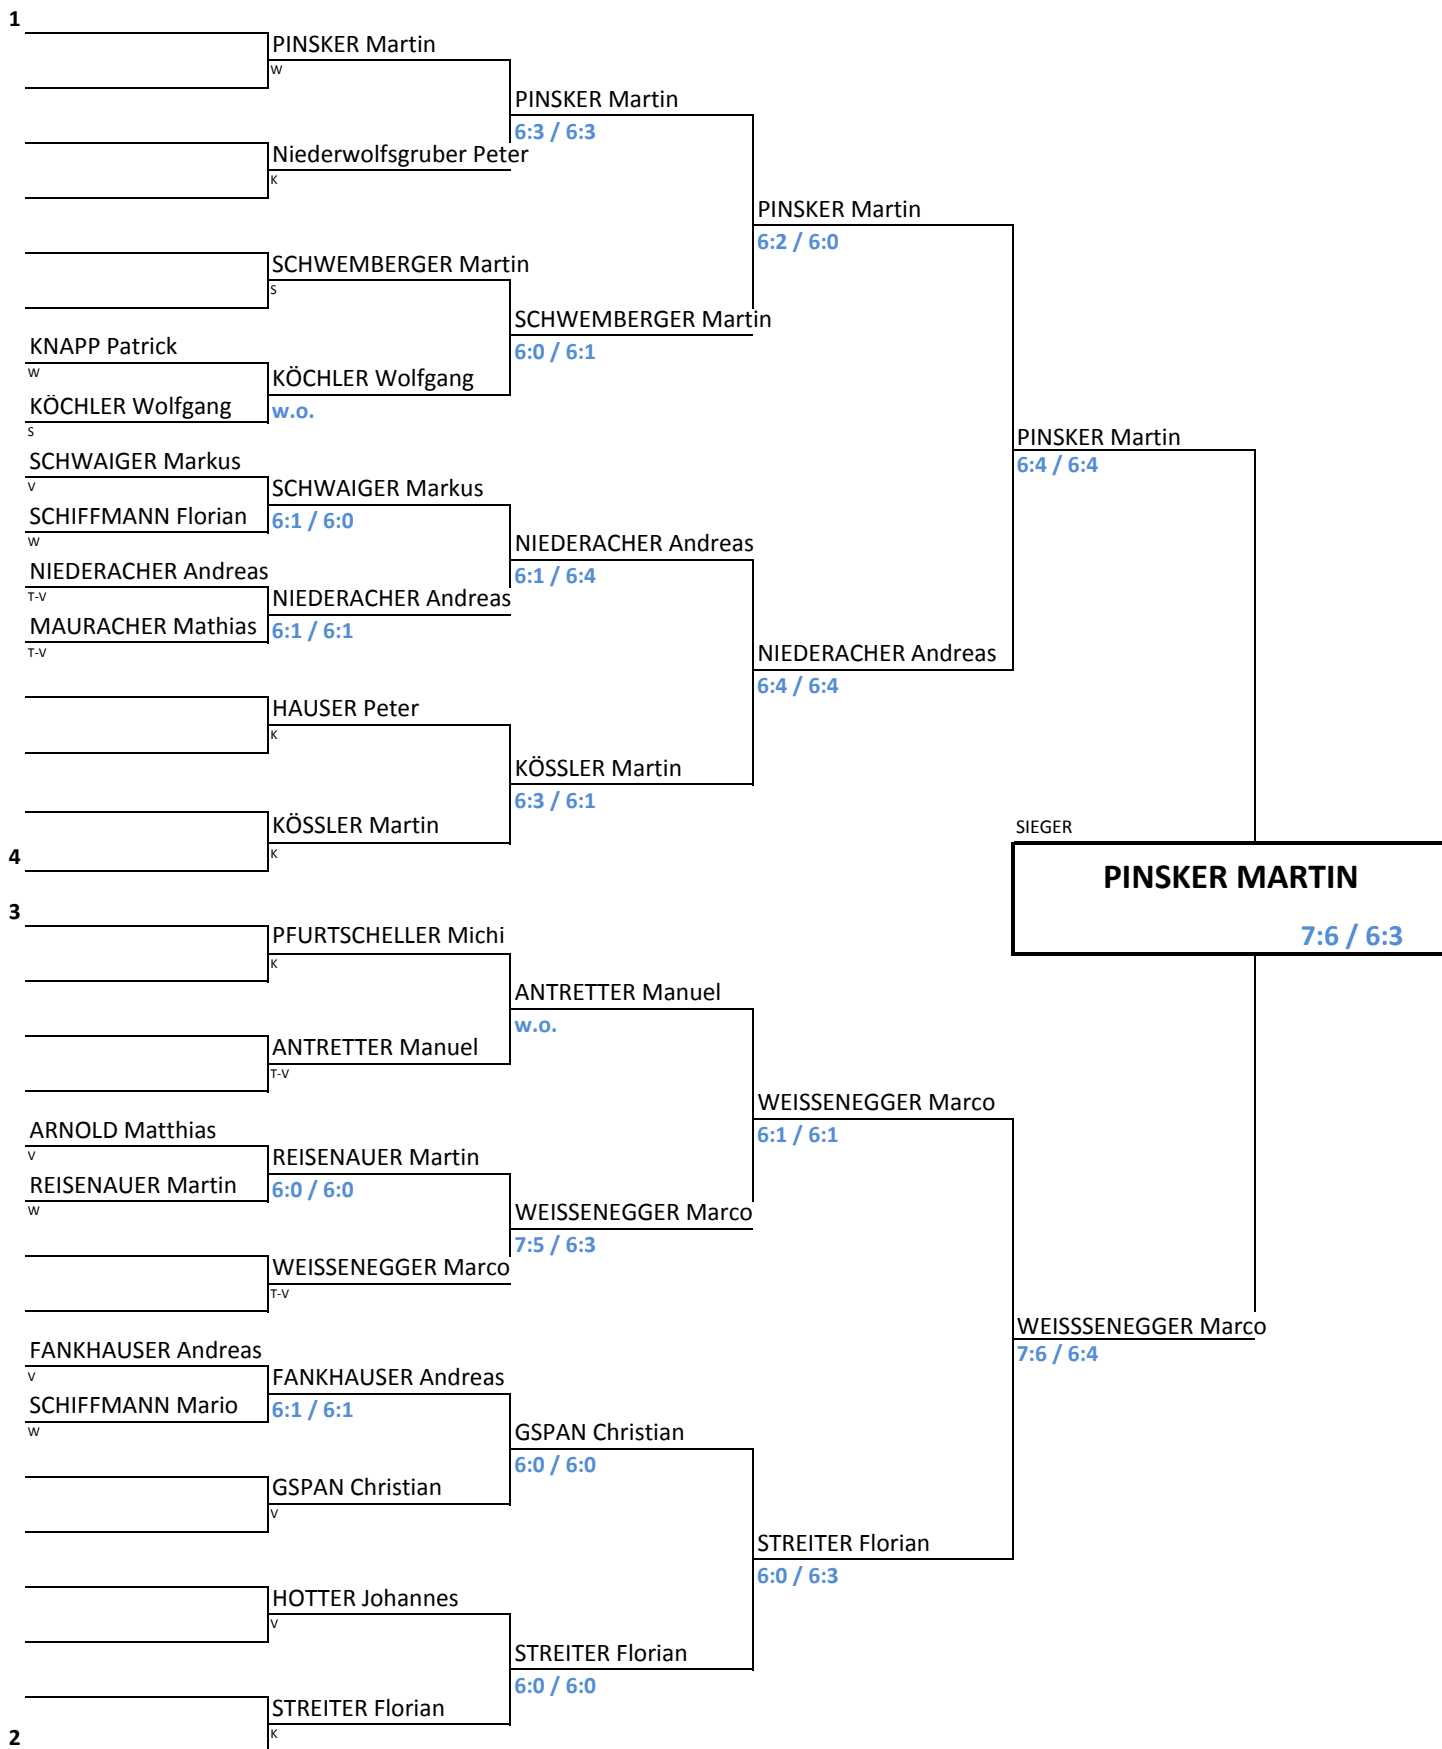 1
PINSKER Martin
W
PINSKER Martin
6:3 / 6:3
Niederwolfsgruber Peter
K
PINSKER Martin
6:2 / 6:0
SCHWEMBERGER Martin
S
SCHWEMBERGER Martin
6:0 / 6:1
KNAPP Patrick
W
KÖCHLER Wolfgang
w.o.
KÖCHLER Wolfgang
S
PINSKER Martin
6:4 / 6:4
SCHWAIGER Markus
V
SCHWAIGER Markus
6:1 / 6:0
SCHIFFMANN Florian
W
NIEDERACHER Andreas
6:1 / 6:4
NIEDERACHER Andreas
T-V
NIEDERACHER Andreas
6:1 / 6:1
MAURACHER Mathias
T-V
NIEDERACHER Andreas
6:4 / 6:4
HAUSER Peter
K
KÖSSLER Martin
6:3 / 6:1
KÖSSLER Martin
K
4
SIEGER
PINSKER MARTIN
7:6 / 6:3
3
PFURTSCHELLER Michi
K
ANTRETTER Manuel
w.o.
ANTRETTER Manuel
T-V
WEISSENEGGER Marco
6:1 / 6:1
ARNOLD Matthias
V
REISENAUER Martin
6:0 / 6:0
REISENAUER Martin
W
WEISSENEGGER Marco
7:5 / 6:3
WEISSENEGGER Marco
T-V
WEISSSENEGGER Marco
7:6 / 6:4
FANKHAUSER Andreas
V
FANKHAUSER Andreas
6:1 / 6:1
SCHIFFMANN Mario
W
GSPAN Christian
6:0 / 6:0
GSPAN Christian
V
STREITER Florian
6:0 / 6:3
HOTTER Johannes
V
STREITER Florian
6:0 / 6:0
STREITER Florian
K
2